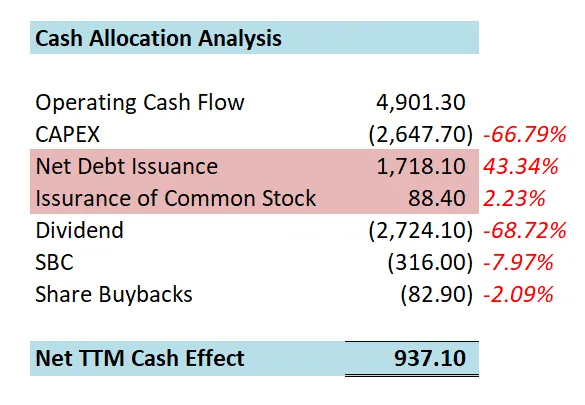 Cash Allocation Analysis
Operating Cash Flow 4,901.30
CAPEX (2,647.70) -66.79%
Net Debt Issuance 1,718.10 43.34%
Issurance of Common Stock 88.40 2.23%
Dividend (2,724.10) -68.72%
SBC (316.00) -7.97%
Share Buybacks (82.90) -2.09%
Net TTM Cash Effect 937.10